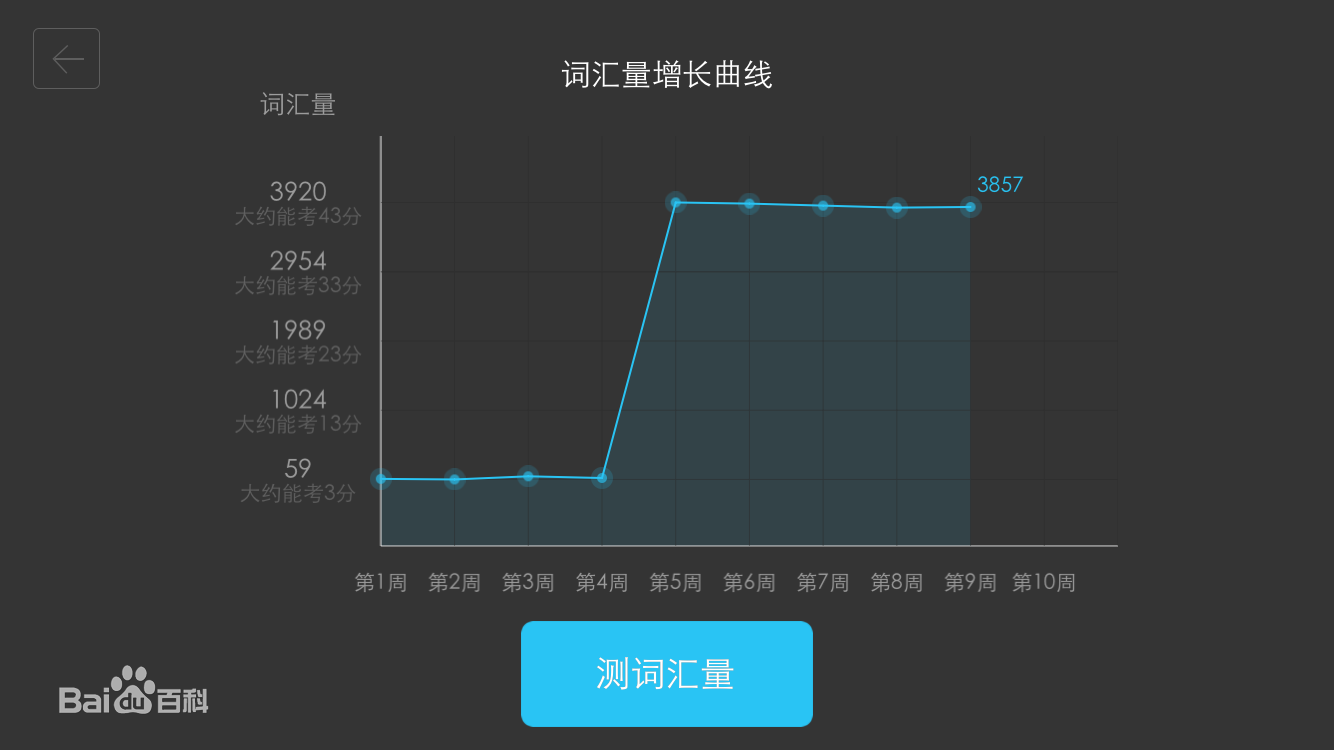 词汇量增长曲线
词汇量
3857
3920
大约能考43分
2954
大约能考33分
1989
大约能考23分
1024
大约能考13分
59
大约能考3分
第1周 第2周 第3周 第4周 第5周 第6周 第7周 第8周 第9周 第10周
测词汇量
Baidu百科